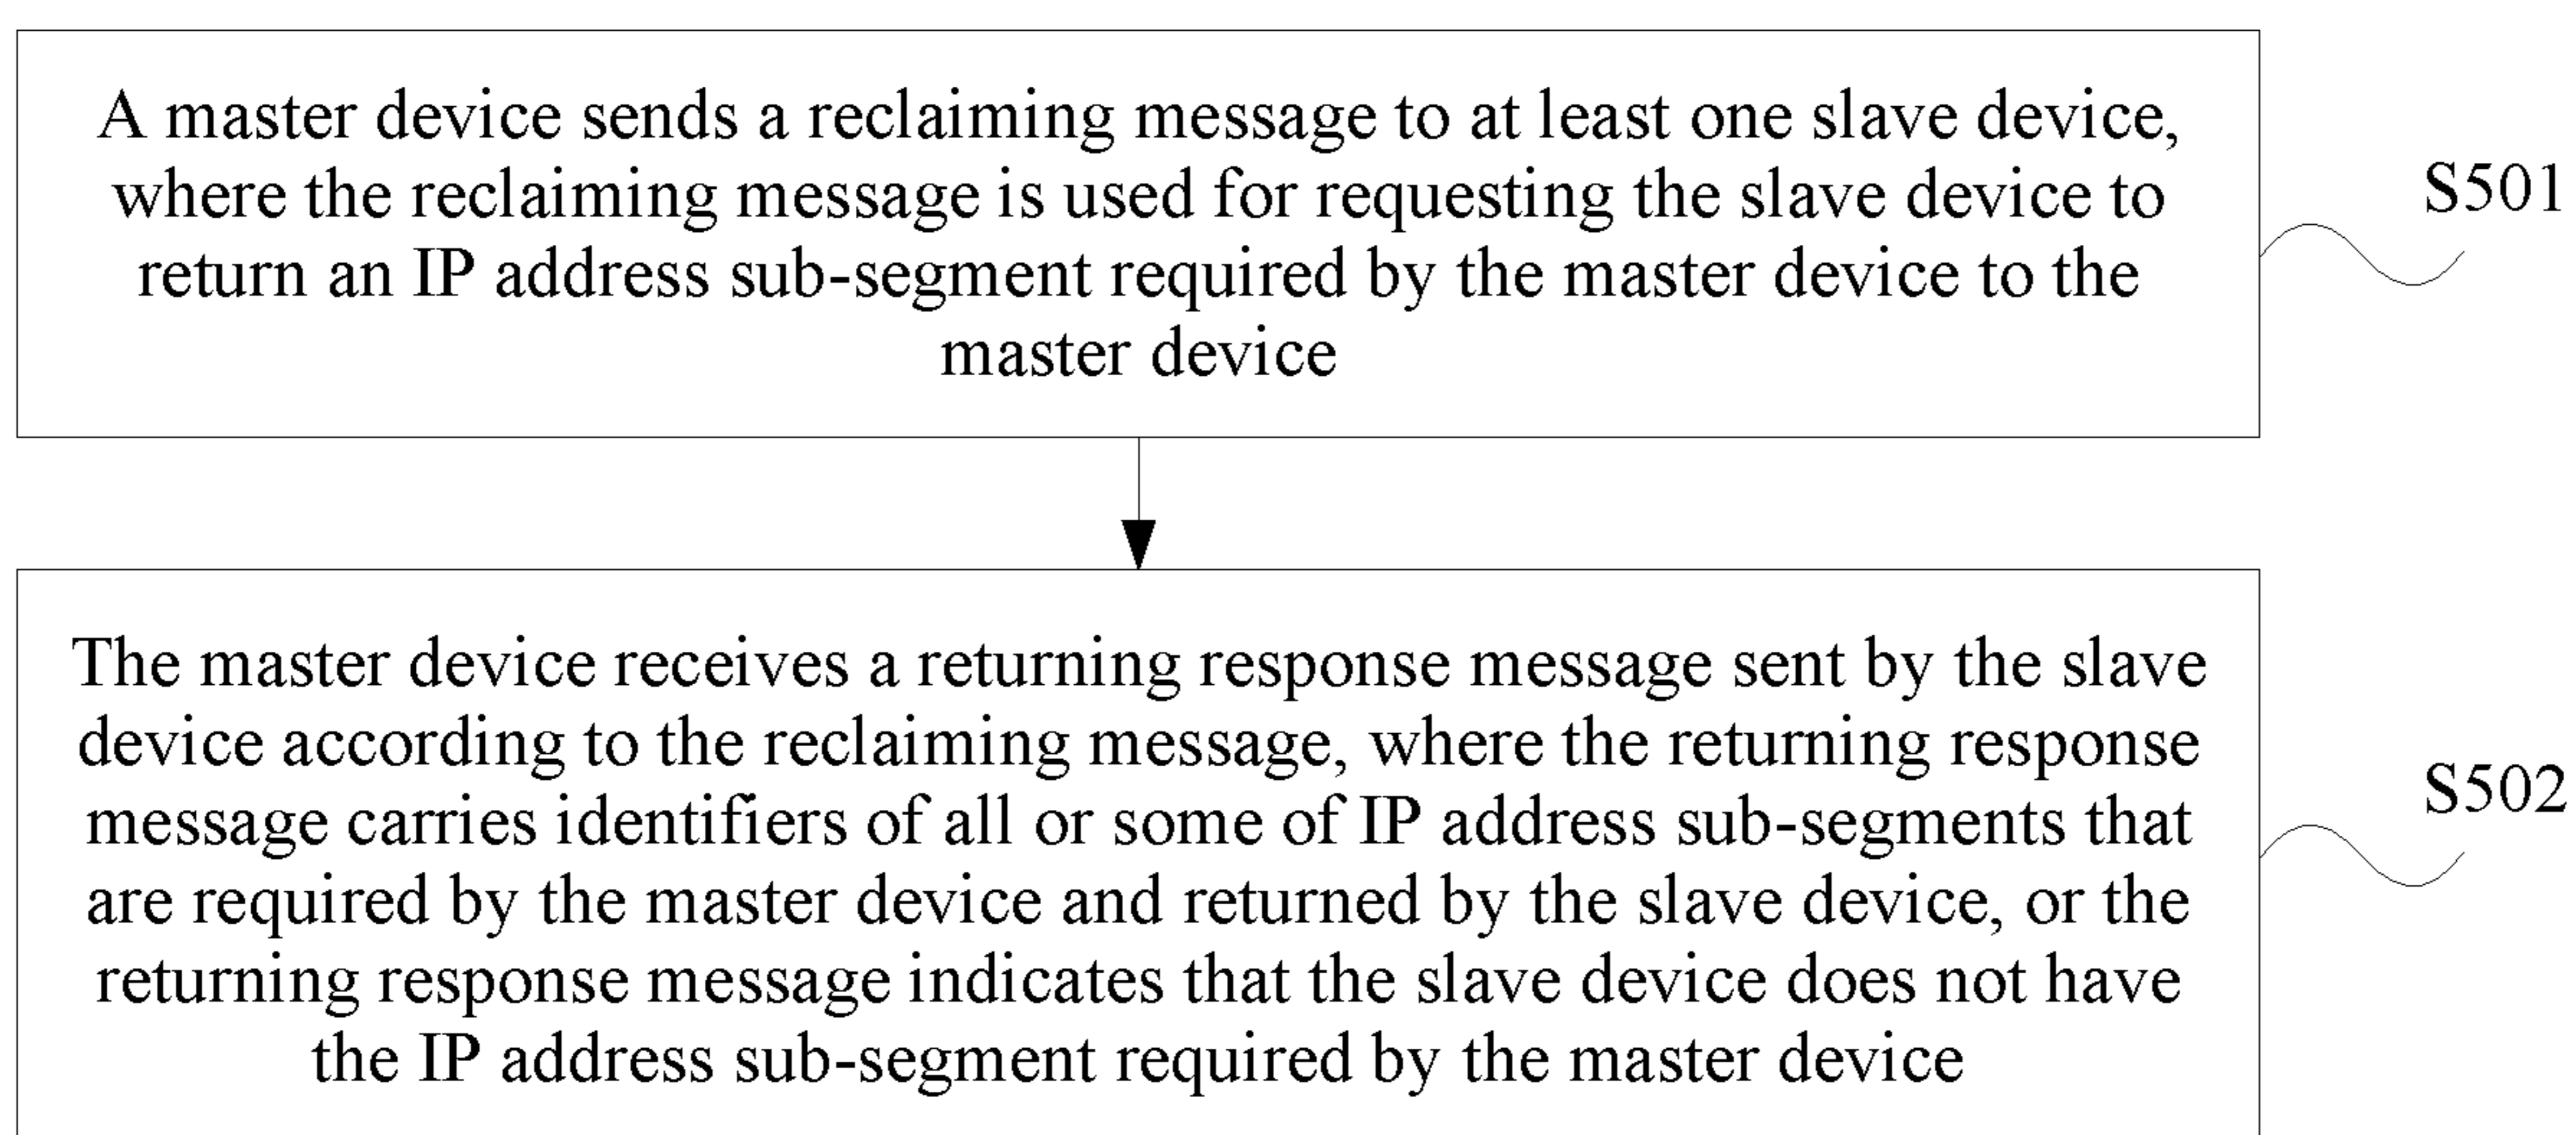 A master device sends a reclaiming message to at least one slave device,
where the reclaiming message is used for requesting the slave device to
return an IP address sub-segment required by the master device to the
master device
S501
The master device receives a returning response message sent by the slave
device according to the reclaiming message, where the returning response
message carries identifiers of all or some of IP address sub-segments that
are required by the master device and returned by the slave device, or the
returning response message indicates that the slave device does not have
the IP address sub-segment required by the master device
S502